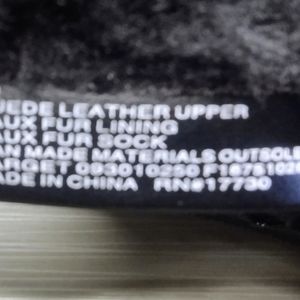 UEDE LEATHER UPPER
AUX FUR LINING
AUX FUR SOCK
AN MADE MATERIALS OUTSOLE
ARGET 093010250
ADE IN CHINA RN#17730